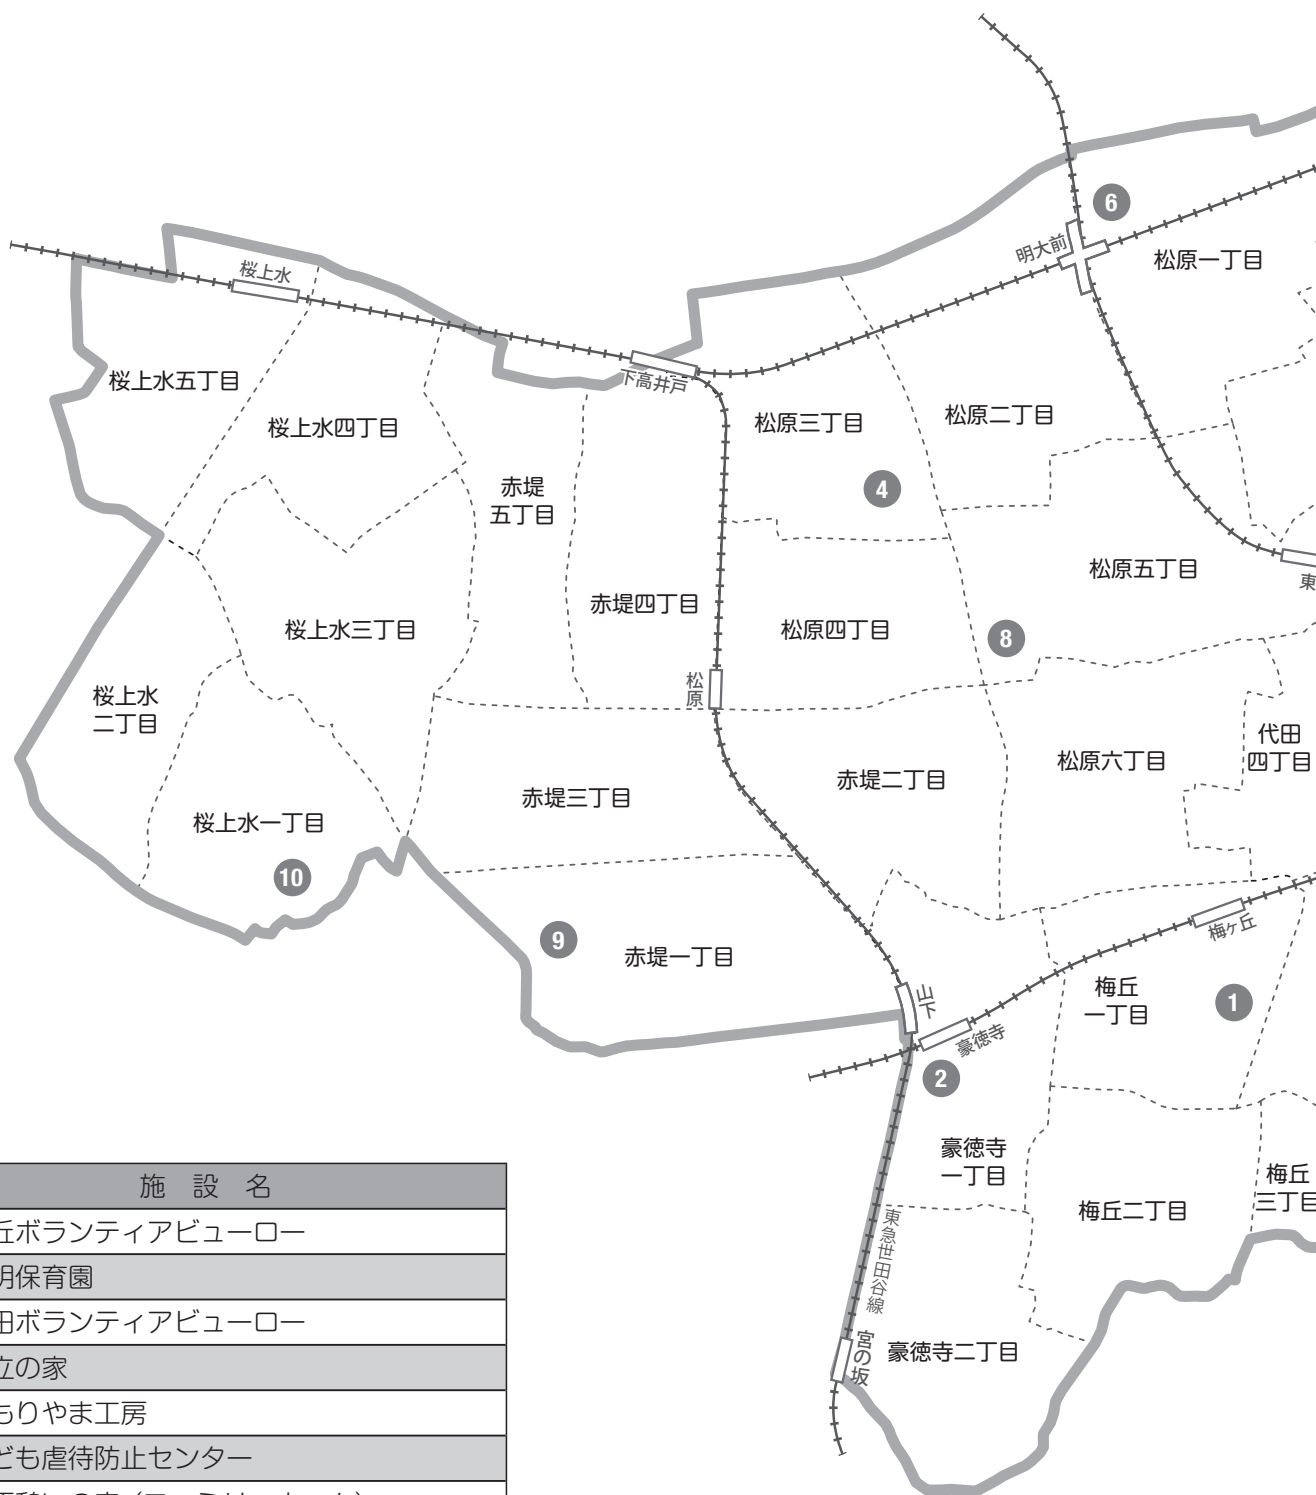 6
明大前
松原一丁目
桜上水
桜上水五丁目
下高井戸
松原三丁目
松原二丁目
桜上水四丁目
4
赤堤
五丁目
松原五丁目
東
赤堤四丁目
桜上水三丁目
松原四丁目
8
松原
桜上水
二丁目
代田
四丁目
松原六丁目
赤堤二丁目
赤堤三丁目
桜上水一丁目
10
9
赤堤一丁目
梅ヶ丘
山下
梅丘
一丁目
1
豪徳寺
2
豪徳寺
一丁目
梅丘
三丁目
梅丘二丁目
東急世田谷線
宮の坂
豪徳寺二丁目
施 設 名
丘ボランティアビューロー
明保育園
田ボランティアビューロー
立の家
もりやま工房
ども虐待防止センター